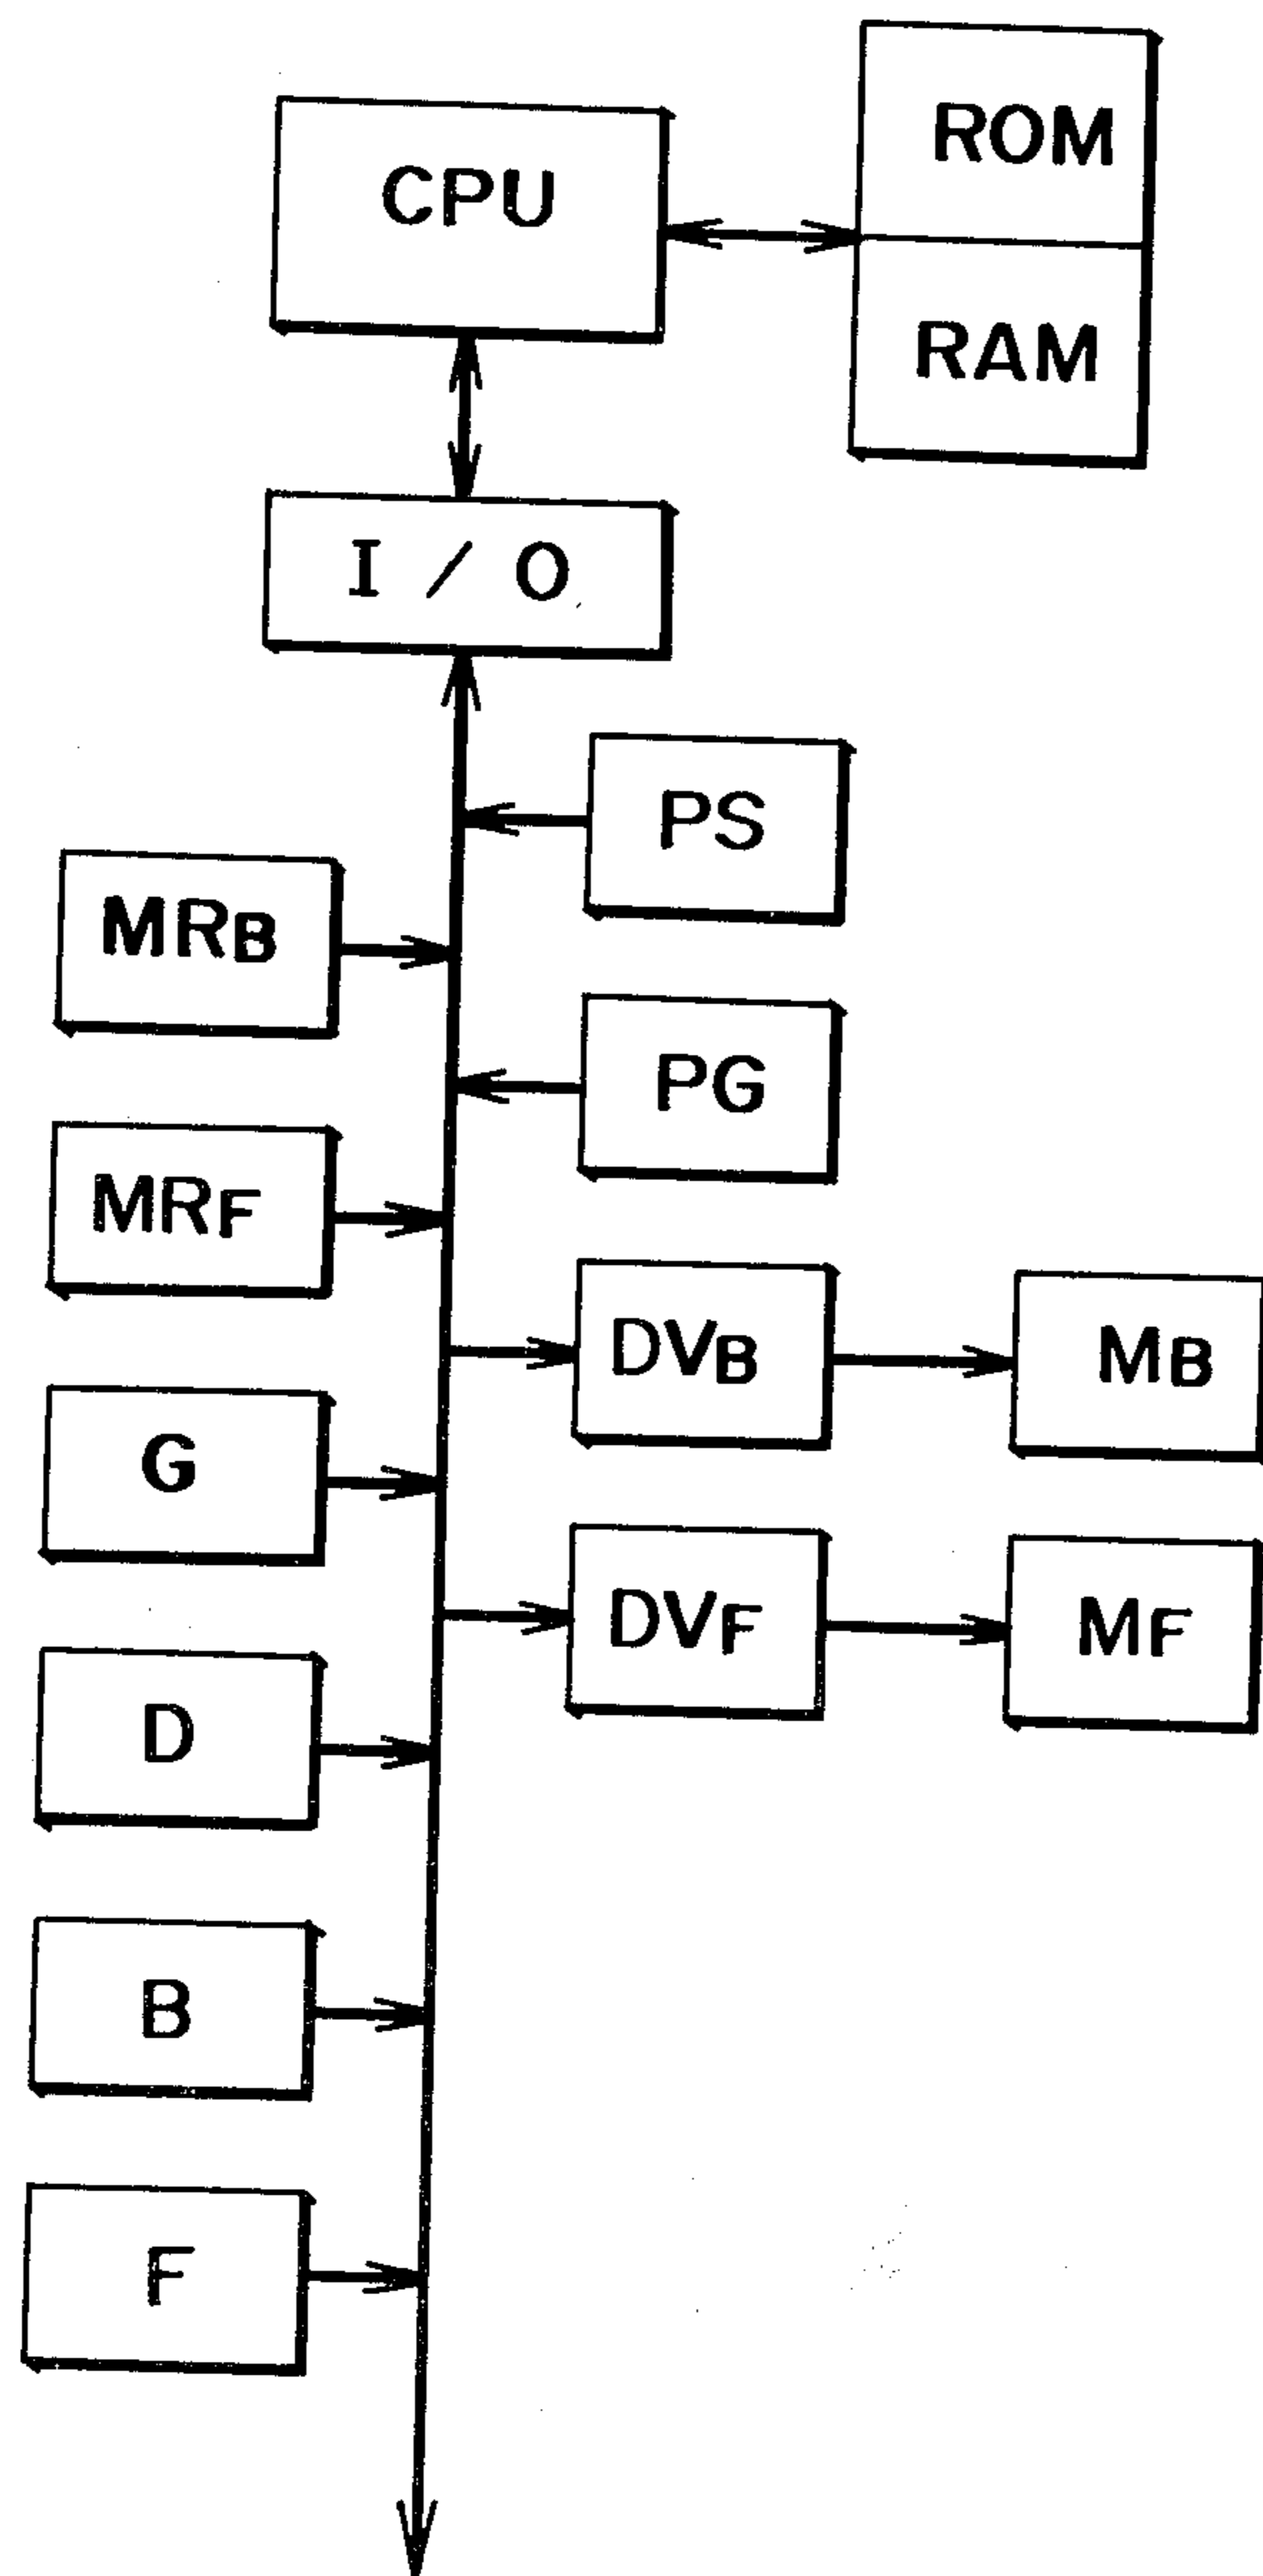 ROM
CPU
RAM
I / O
PS
MRB
PG
MRF
DVB
MB
G
DVF
MF
D
B
F